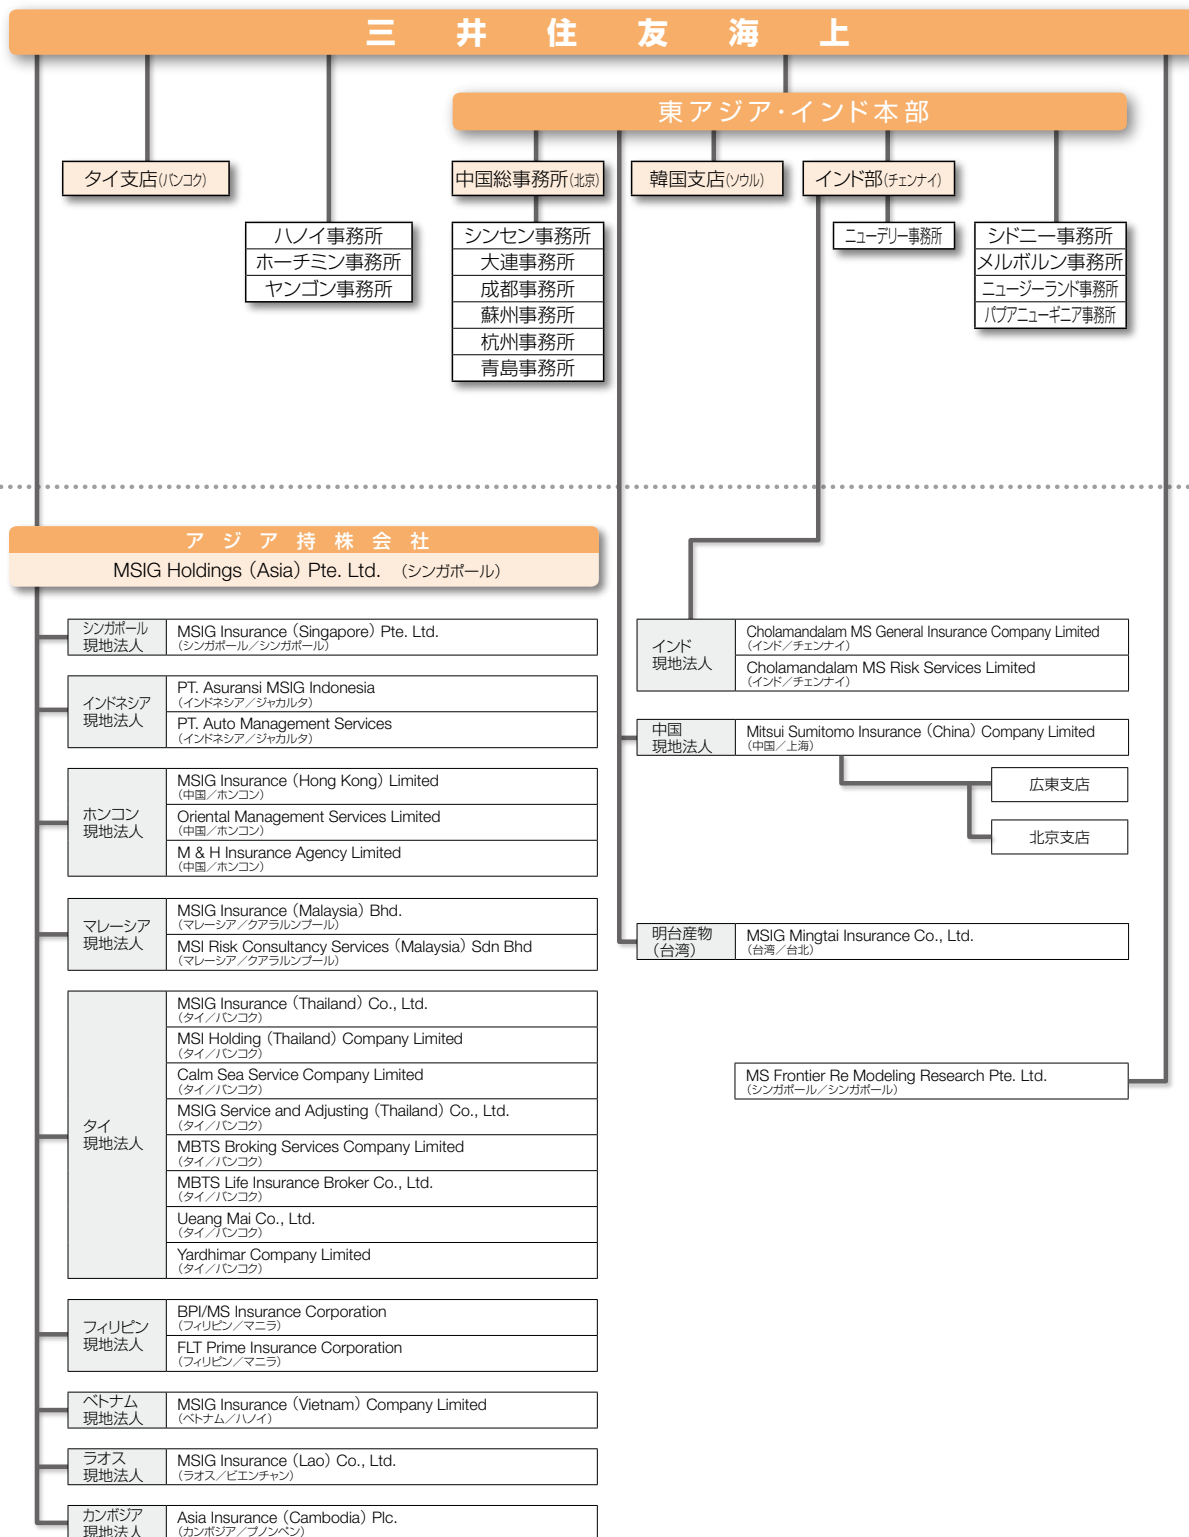 三井住友海上
東アジア・インド本部
タイ支店(バンコク)
中国総事務所(北京)
韓国支店(ソウル)
インド部(チェンナイ)
ハノイ事務所
ホーチミン事務所
ヤンゴン事務所
シンセン事務所
大連事務所
成都事務所
蘇州事務所
杭州事務所
青島事務所
ニューデリー事務所
シドニー事務所
メルボルン事務所
ニュージーランド事務所
パプアニューギニア事務所
アジア持株会社
MSIG Holdings (Asia) Pte. Ltd. (シンガポール)
シンガポール
現地法人
MSIG Insurance (Singapore) Pte. Ltd.
(シンガポール/シンガポール)
インドネシア
現地法人
PT. Asuransi MSIG Indonesia
(インドネシア/ジャカルタ)
PT. Auto Management Services
(インドネシア/ジャカルタ)
ホンコン
現地法人
MSIG Insurance (Hong Kong) Limited
(中国/ホンコン)
Oriental Management Services Limited
(中国/ホンコン)
M & H Insurance Agency Limited
(中国/ホンコン)
マレーシア
現地法人
MSIG Insurance (Malaysia) Bhd.
(マレーシア/クアラルンプール)
MSI Risk Consultancy Services (Malaysia) Sdn Bhd
(マレーシア/クアラルンプール)
タイ
現地法人
MSIG Insurance (Thailand) Co., Ltd.
(タイ/バンコク)
MSI Holding (Thailand) Company Limited
(タイ/バンコク)
Calm Sea Service Company Limited
(タイ/バンコク)
MSIG Service and Adjusting (Thailand) Co., Ltd.
(タイ/バンコク)
MBTS Broking Services Company Limited
(タイ/バンコク)
MBTS Life Insurance Broker Co., Ltd.
(タイ/バンコク)
Ueang Mai Co., Ltd.
(タイ/バンコク)
Yardhimar Company Limited
(タイ/バンコク)
フィリピン
現地法人
BPI/MS Insurance Corporation
(フィリピン/マニラ)
FLT Prime Insurance Corporation
(フィリピン/マニラ)
ベトナム
現地法人
MSIG Insurance (Vietnam) Company Limited
(ベトナム/ハノイ)
ラオス
現地法人
MSIG Insurance (Lao) Co., Ltd.
(ラオス/ビエンチャン)
カンボジア
現地法人
Asia Insurance (Cambodia) Plc.
(カンボジア/プノンペン)
インド
現地法人
Cholamandalam MS General Insurance Company Limited
(インド/チェンナイ)
Cholamandalam MS Risk Services Limited
(インド/チェンナイ)
中国
現地法人
Mitsui Sumitomo Insurance (China) Company Limited
(中国/上海)
広東支店
北京支店
明台産物
(台湾)
MSIG Mingtai Insurance Co., Ltd.
(台湾/台北)
MS Frontier Re Modeling Research Pte. Ltd.
(シンガポール/シンガポール)